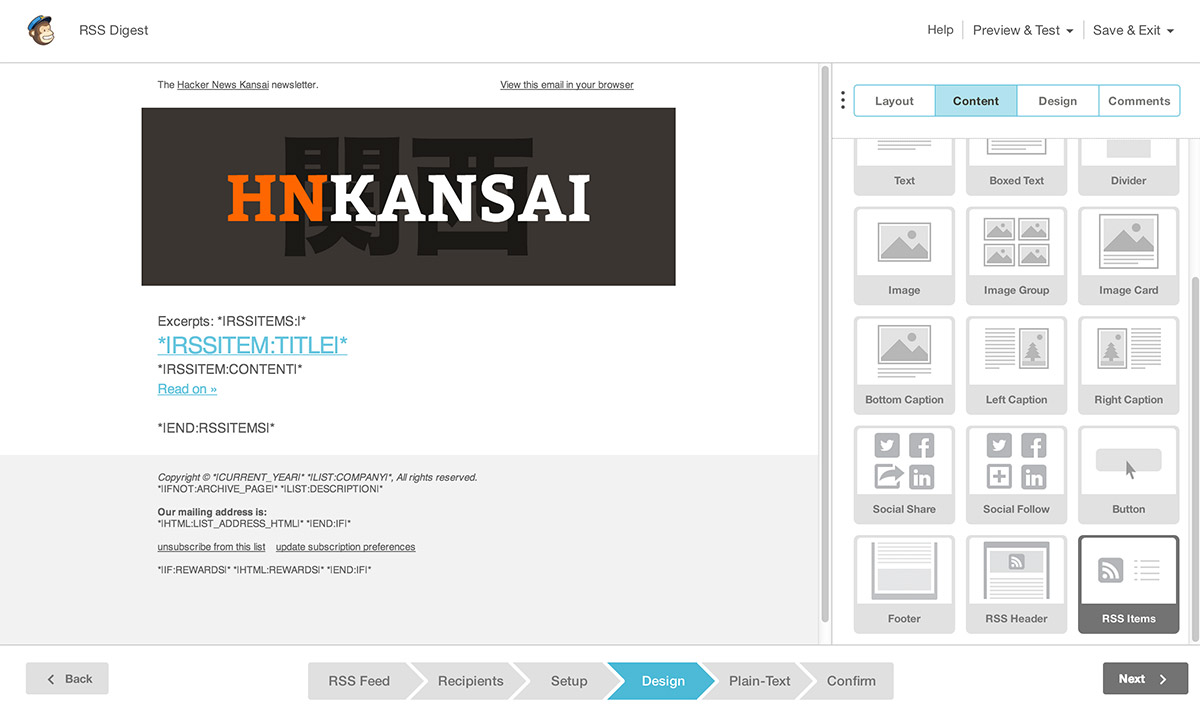 RSS Digest
Help
Preview & Test
Save & Exit
The Hacker News Kansai newsletter.
View this email in your browser
関西
HNKANSAI
Excerpts: *|RSSITEMS:|*
*|RSSITEM:TITLE|*
*|RSSITEM:CONTENT|*
Read on »
*|END:RSSITEMS|*
Copyright © *|CURRENT_YEAR|* *|LIST:COMPANY|*, All rights reserved.
*|IFNOT:ARCHIVE_PAGE|* *|LIST:DESCRIPTION|*
Our mailing address is:
*|HTML:LIST_ADDRESS_HTML|* *|END:IF|*
unsubscribe from this list update subscription preferences
*|IF:REWARDS|* *|HTML:REWARDS|* *|END:IF|*
Layout
Content
Design
Comments
Text
Boxed Text
Divider
Image
Image Group
Image Card
Bottom Caption
Left Caption
Right Caption
Social Share
Social Follow
Button
Footer
RSS Header
RSS Items
Back
RSS Feed
Recipients
Setup
Design
Plain-Text
Confirm
Next